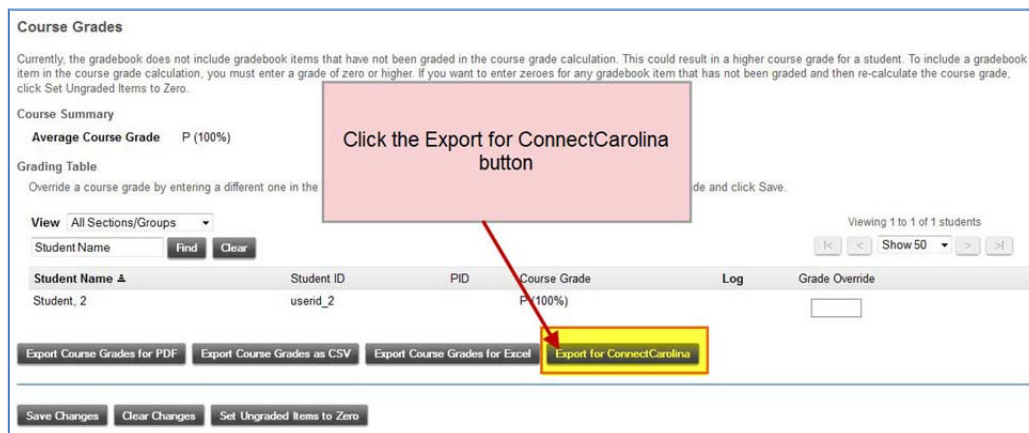 Course Grades
Currently, the gradebook does not include gradebook items that have not been graded in the course grade calculation. This could result in a higher course grade for a student. To include a gradebook
item in the course grade calculation, you must enter a grade of zero or higher. If you want to enter zeroes for any gradebook item that has not been graded and then re-calculate the course grade,
click Set Ungraded Items to Zero.
Course Summary
Average Course Grade P (100%)
Click the Export for ConnectCarolina
button
Grading Table
Override a course grade by entering a different one in the de and click Save.
View All Sections/Groups Viewing 1 to 1 of 1 students
Student Name Find Clear |< < Show 50 > >|
Student Name Student ID PID Course Grade Log Grade Override
Student, 2 userid_2 P (100%)
Export Course Grades for PDF Export Course Grades as CSV Export Course Grades for Excel Export for ConnectCarolina
Save Changes Clear Changes Set Ungraded Items to Zero